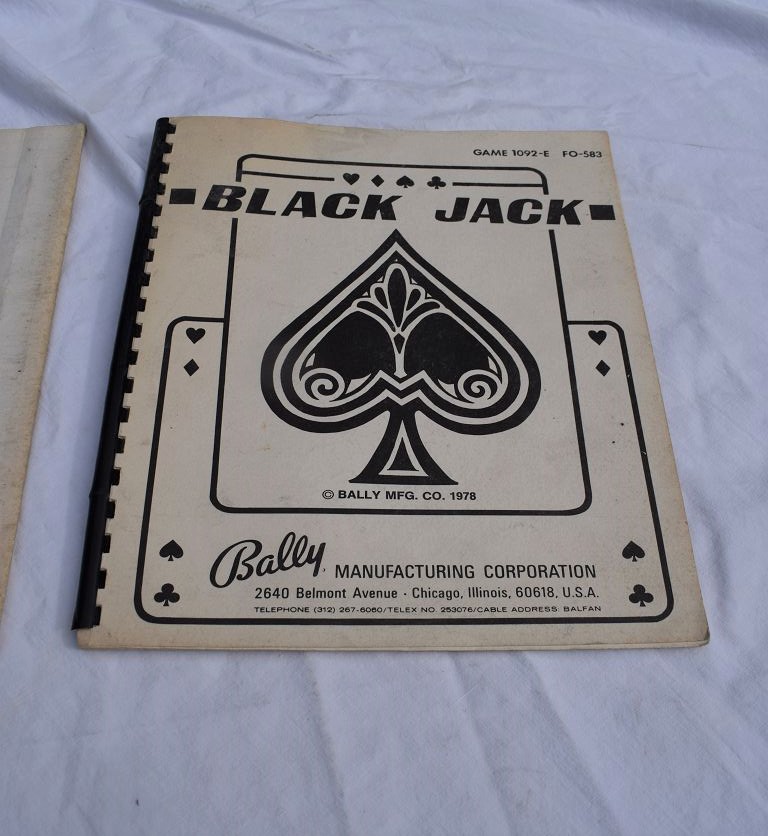 GAME 1092-E FO-583
BLACK JACK
© BALLY MFG. CO. 1978
Bally, MANUFACTURING CORPORATION
2640 Belmont Avenue · Chicago, Illinois, 60618, U.S.A.
TELEPHONE (312) 267-6060/TELEX NO. 253076/CABLE ADDRESS: BALFAN